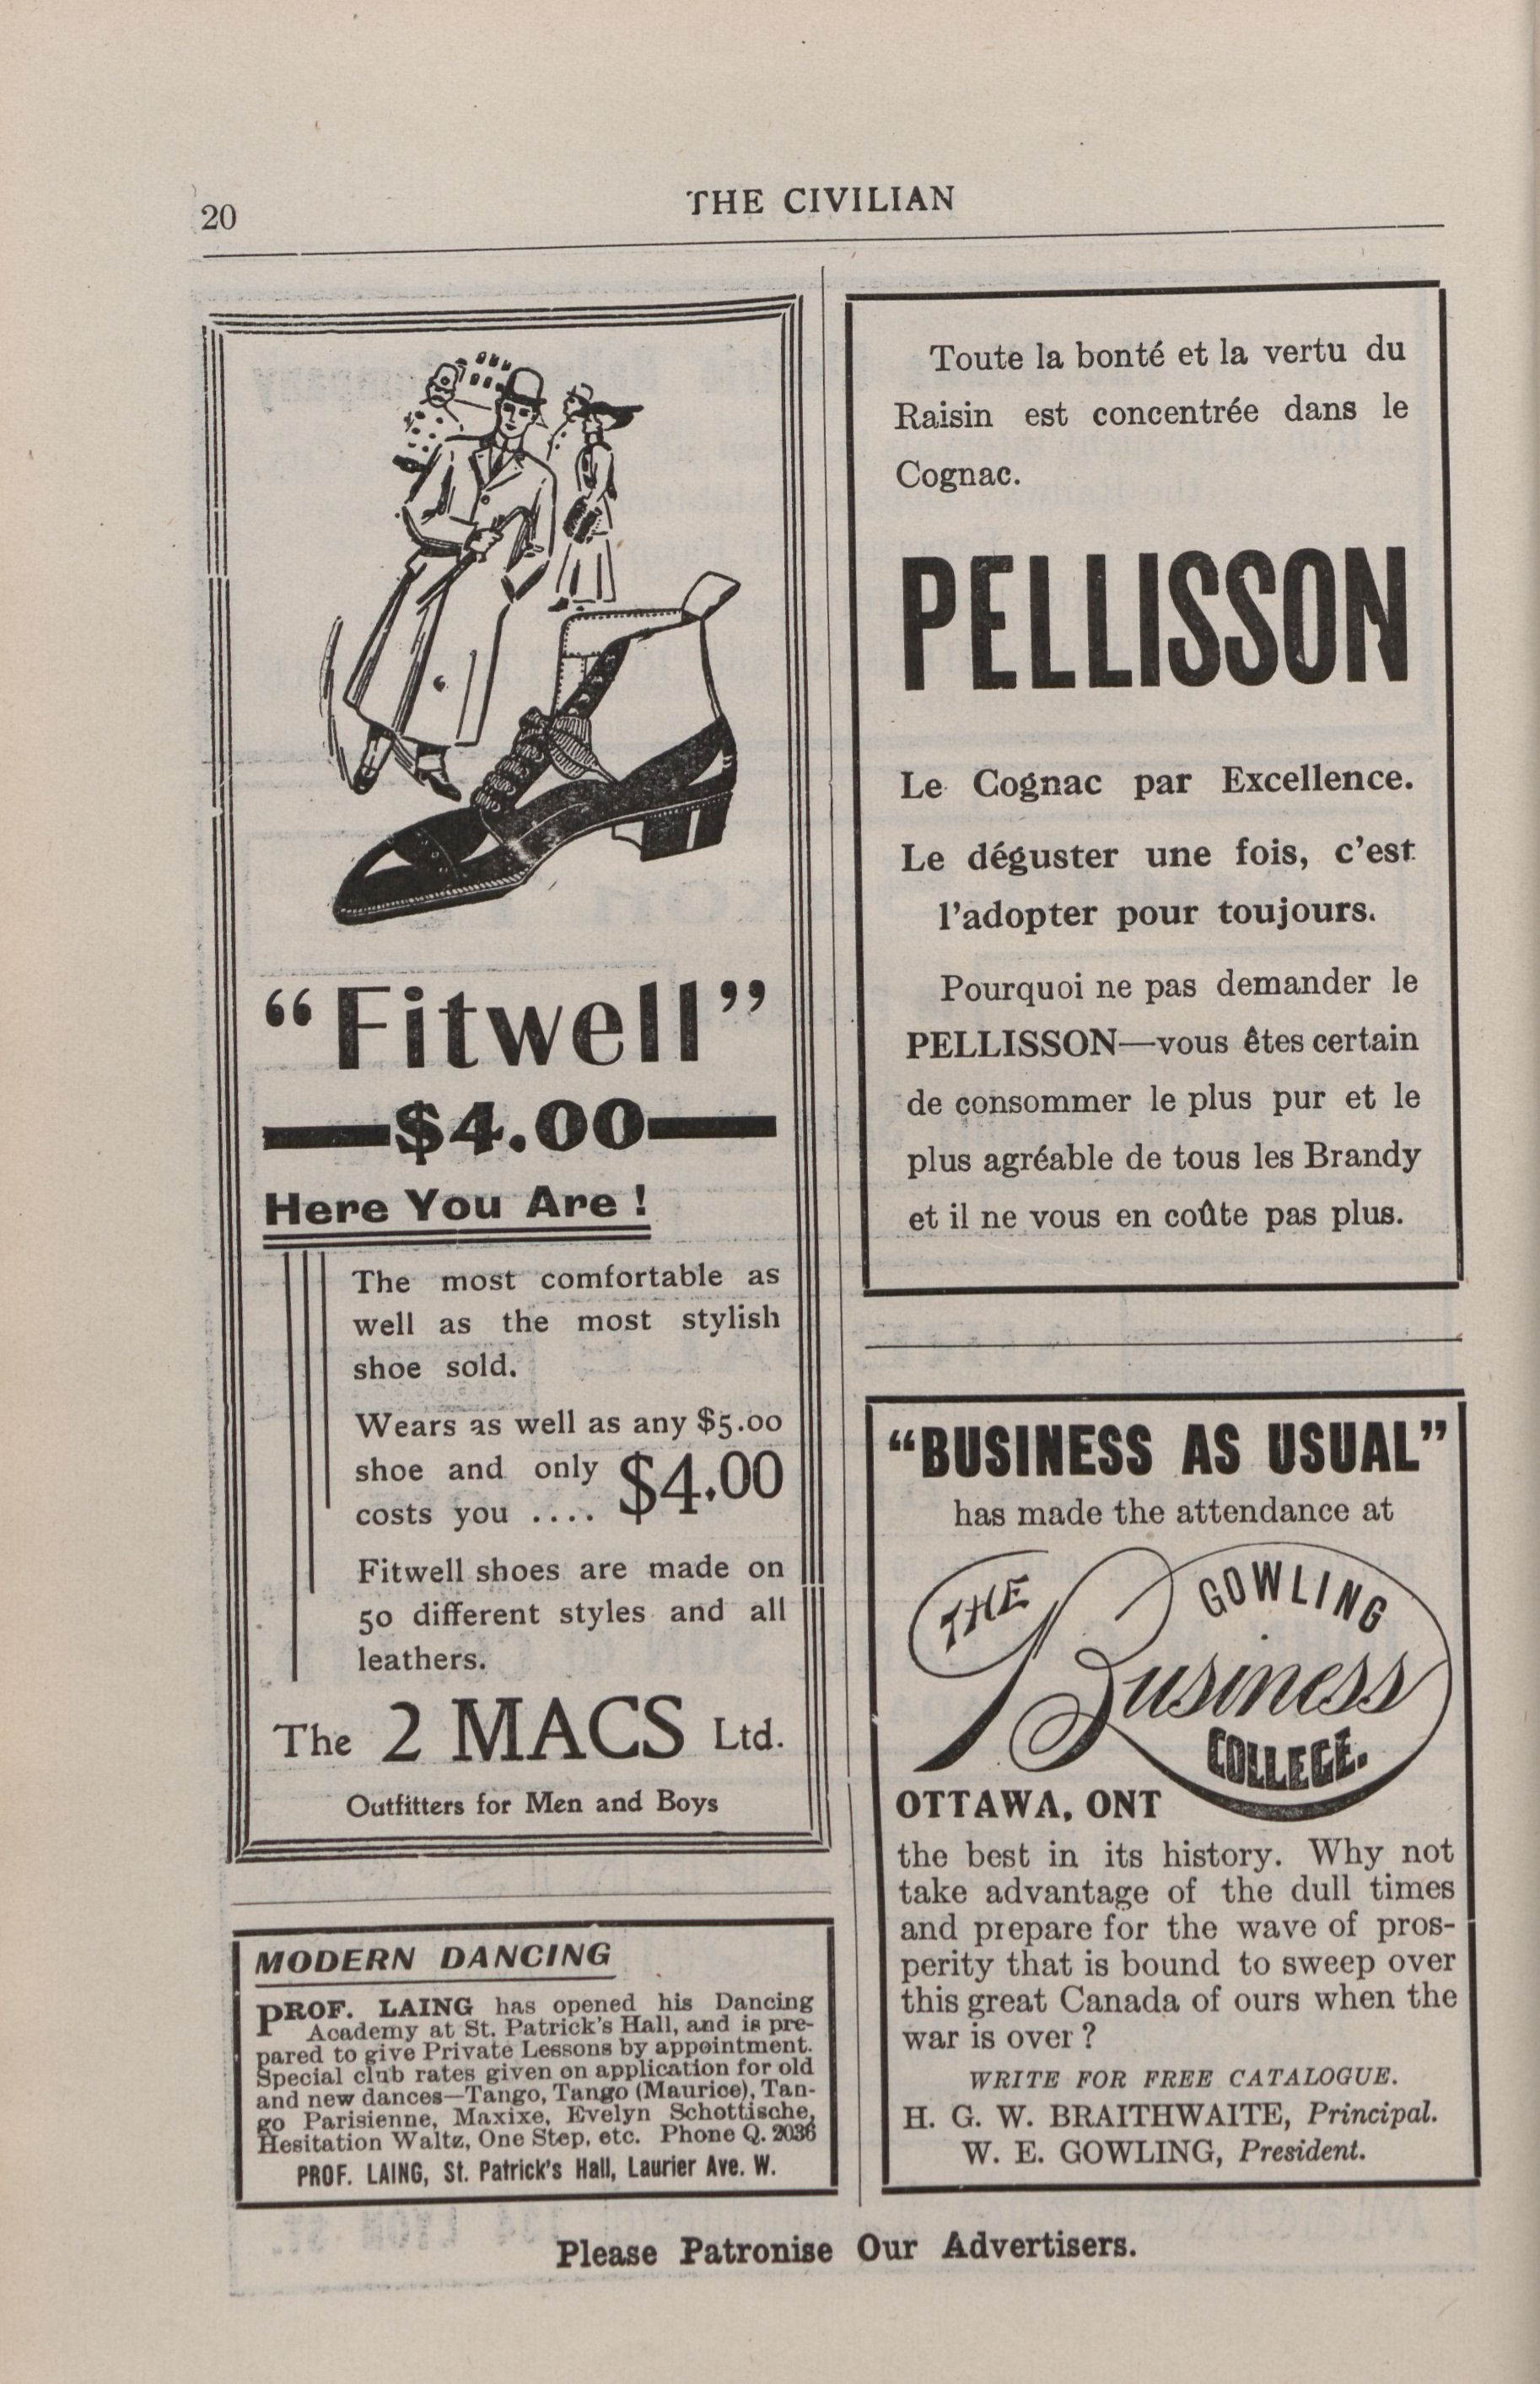 20
THE CIVILIAN
“Fitwell”
$4.00
Here You Are !
The most comfortable as
well as the most stylish
shoe sold.
Wears as well as any $5.00
shoe and only
costs you .... $4.00
Fitwell shoes are made on
50 different styles and all
leathers.
The 2 MACS Ltd.
Outfitters for Men and Boys
MODERN DANCING
PROF. LAING has opened his Dancing
Academy at St. Patrick's Hall, and is pre-
pared to give Private Lessons by appointment.
Special club rates given on application for old
and new dances—Tango, Tango (Maurice), Tan-
go Parisienne, Maxixe, Evelyn Schottische,
Hesitation Waltz, One Step, etc. Phone Q. 2036
PROF. LAING, St. Patrick's Hall, Laurier Ave. W.
Toute la bonté et la vertu du
Raisin est concentrée dans le
Cognac.
PELLISSON
Le Cognac par Excellence.
Le déguster une fois, c'est
l'adopter pour toujours.
Pourquoi ne pas demander le
PELLISSON—vous êtes certain
de consommer le plus pur et le
plus agréable de tous les Brandy
et il ne vous en coûte pas plus.
“BUSINESS AS USUAL”
has made the attendance at
THE GOWLING
Business
COLLEGE.
OTTAWA, ONT
the best in its history. Why not
take advantage of the dull times
and prepare for the wave of pros-
perity that is bound to sweep over
this great Canada of ours when the
war is over ?
WRITE FOR FREE CATALOGUE.
H. G. W. BRAITHWAITE, Principal.
W. E. GOWLING, President.
Please Patronise Our Advertisers.